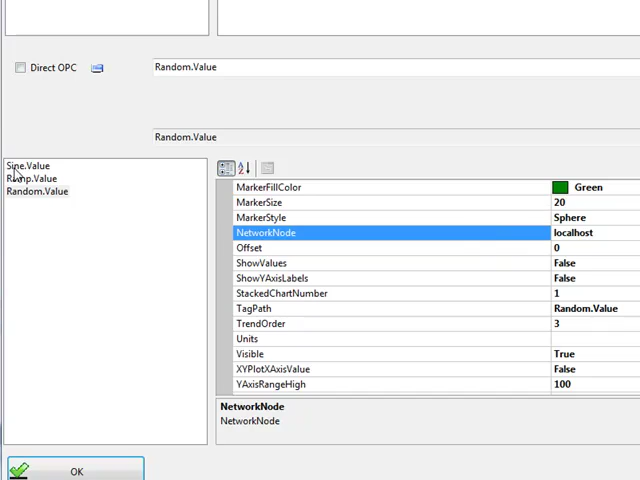 Direct OPC
Random.Value
Random.Value
Sine.Value
Ramp.Value
Random.Value
MarkerFillColor Green
MarkerSize 20
MarkerStyle Sphere
NetworkNode localhost
Offset 0
ShowValues False
ShowYAxisLabels False
StackedChartNumber 1
TagPath Random.Value
TrendOrder 3
Units
Visible True
XYPlotXAxisValue False
YAxisRangeHigh 100
NetworkNode
NetworkNode
OK